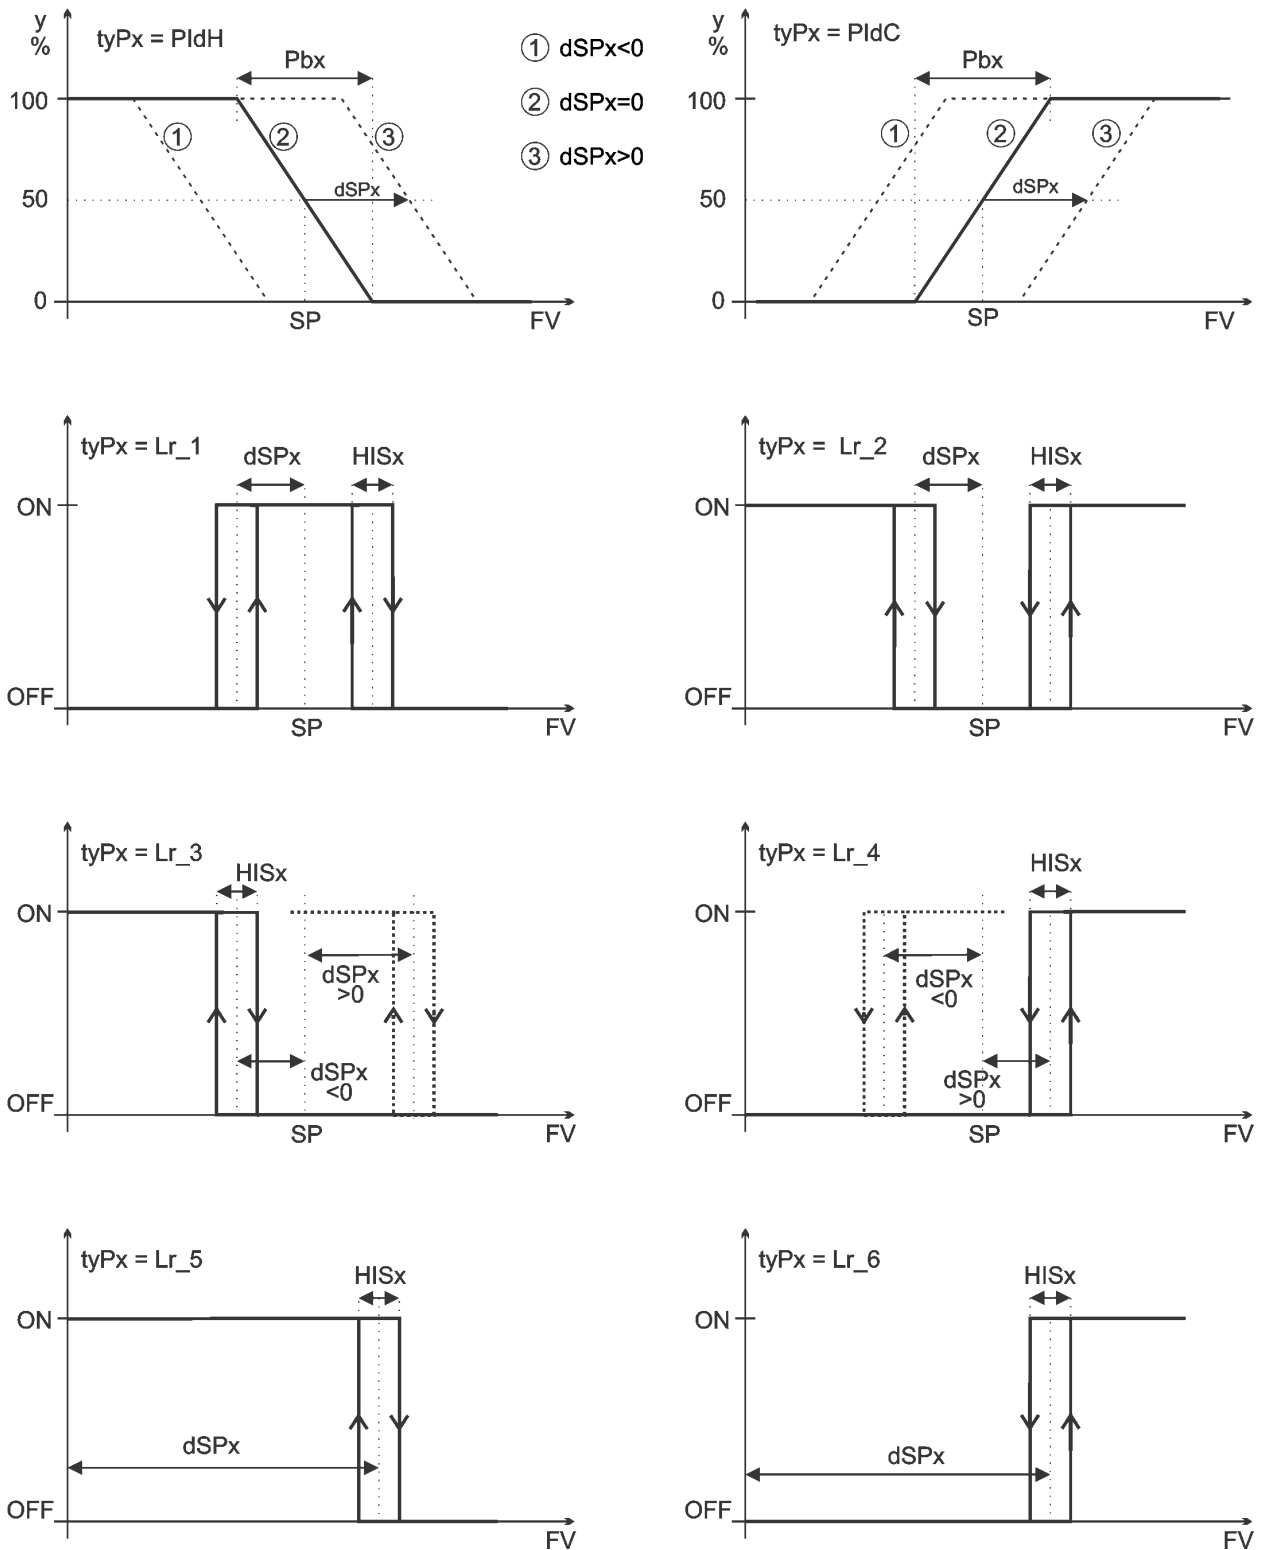 y
%
tyPx = PIdH
Pbx
① dSPx<0
② dSPx=0
③ dSPx>0
100
50
0
① ② ③
dSPx
SP
FV
y
%
tyPx = PIdC
Pbx
100
50
0
① ② ③
dSPx
SP
FV
tyPx = Lr_1
dSPx
HISx
ON
OFF
SP
FV
tyPx = Lr_2
dSPx
HISx
ON
OFF
SP
FV
tyPx = Lr_3
HISx
ON
dSPx
>0
dSPx
<0
OFF
SP
FV
tyPx = Lr_4
HISx
ON
dSPx
<0
dSPx
>0
OFF
SP
FV
tyPx = Lr_5
HISx
ON
dSPx
OFF
FV
tyPx = Lr_6
HISx
ON
dSPx
OFF
FV